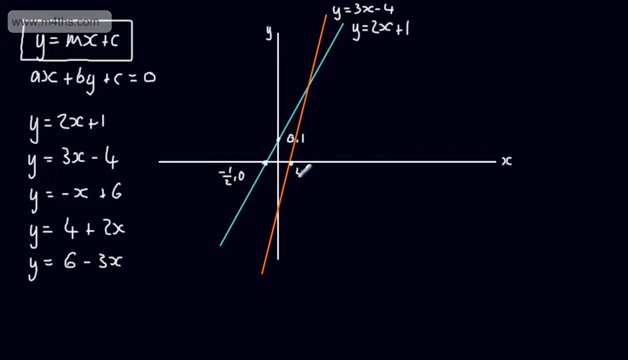 www.m4ths.com
y = mx+c
ax+by+c=0
y = 2x+1
y = 3x-4
y = -x+6
y = 4+2x
y = 6-3x
y=3x-4
y=2x+1
y
0,1
x
-1/2,0
4